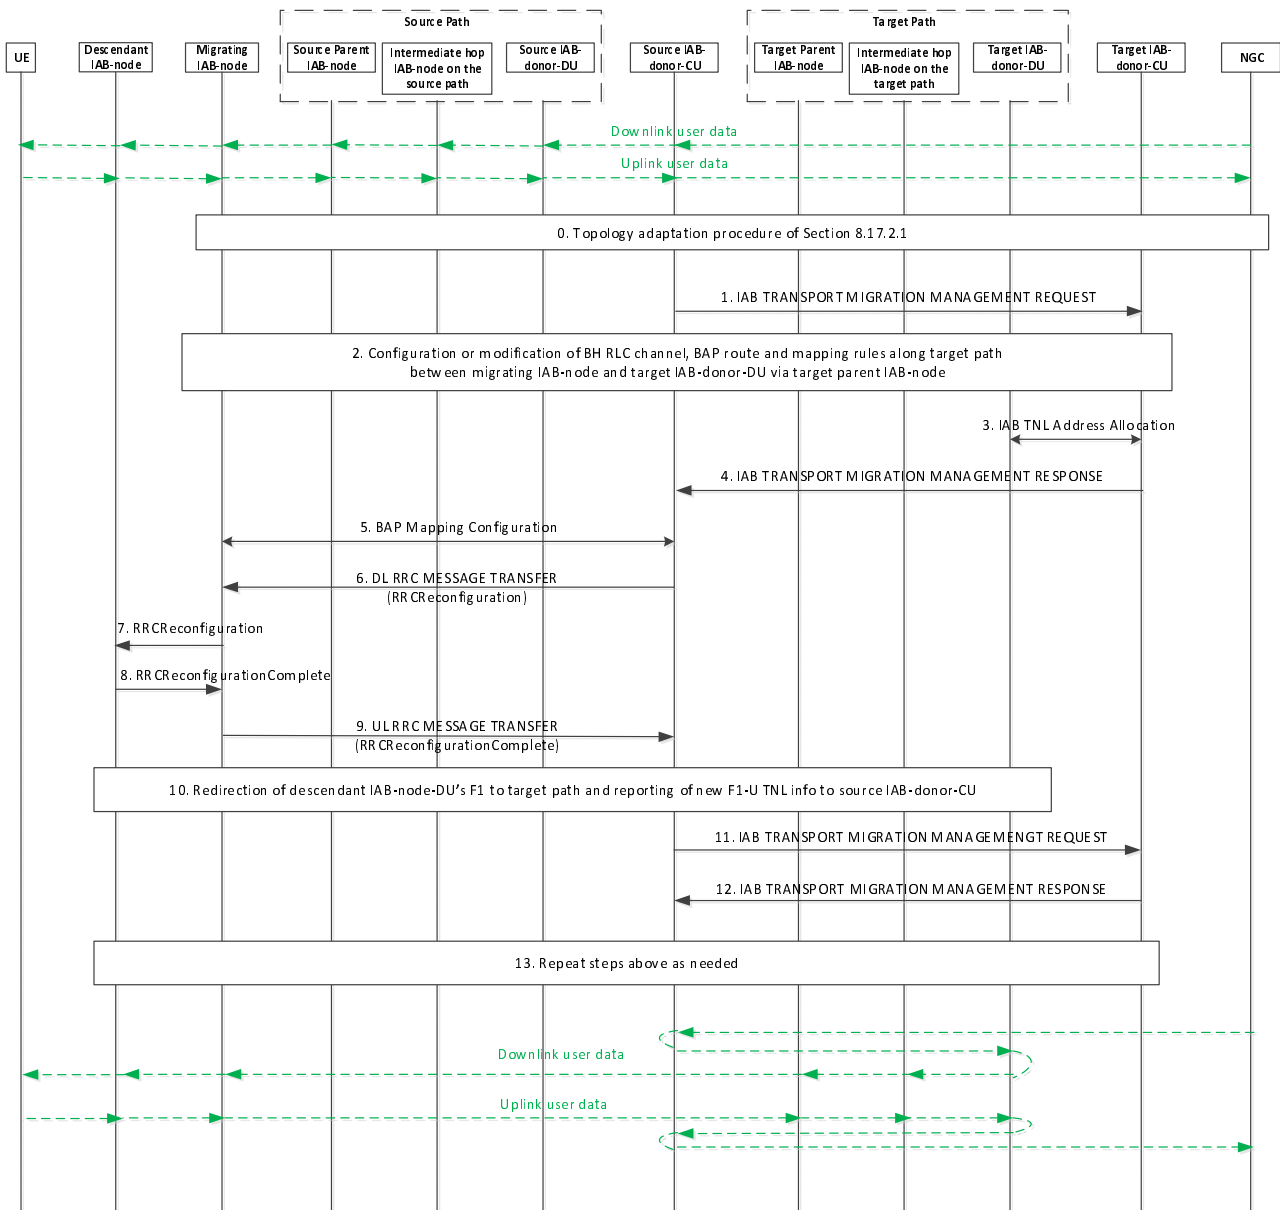 Source Path
Target Path
UE
Descendant
IAB-node
Migrating
IAB-node
Source Parent
IAB-node
Intermediate hop
IAB-node on the
source path
Source IAB-
donor-DU
Source IAB-
donor-CU
Target Parent
IAB-node
Intermediate hop
IAB-node on the
target path
Target IAB-
donor-DU
Target IAB-
donor-CU
NGC
Downlink user data
Uplink user data
0. Topology adaptation procedure of Section 8.17.2.1
1. IAB TRANSPORT MIGRATION MANAGEMENT REQUEST
2. Configuration or modification of BH RLC channel, BAP route and mapping rules along target path
between migrating IAB-node and target IAB-donor-DU via target parent IAB-node
3. IAB TNL Address Allocation
4. IAB TRANSPORT MIGRATION MANAGEMENT RESPONSE
5. BAP Mapping Configuration
6. DL RRC MESSAGE TRANSFER
(RRCReconfiguration)
7. RRCReconfiguration
8. RRCReconfigurationComplete
9. UL RRC MESSAGE TRANSFER
(RRCReconfigurationComplete)
10. Redirection of descendant IAB-node-DU’s F1 to target path and reporting of new F1-U TNL info to source IAB-donor-CU
11. IAB TRANSPORT MIGRATION MANAGEMENGT REQUEST
12. IAB TRANSPORT MIGRATION MANAGEMENT RESPONSE
13. Repeat steps above as needed
Downlink user data
Uplink user data